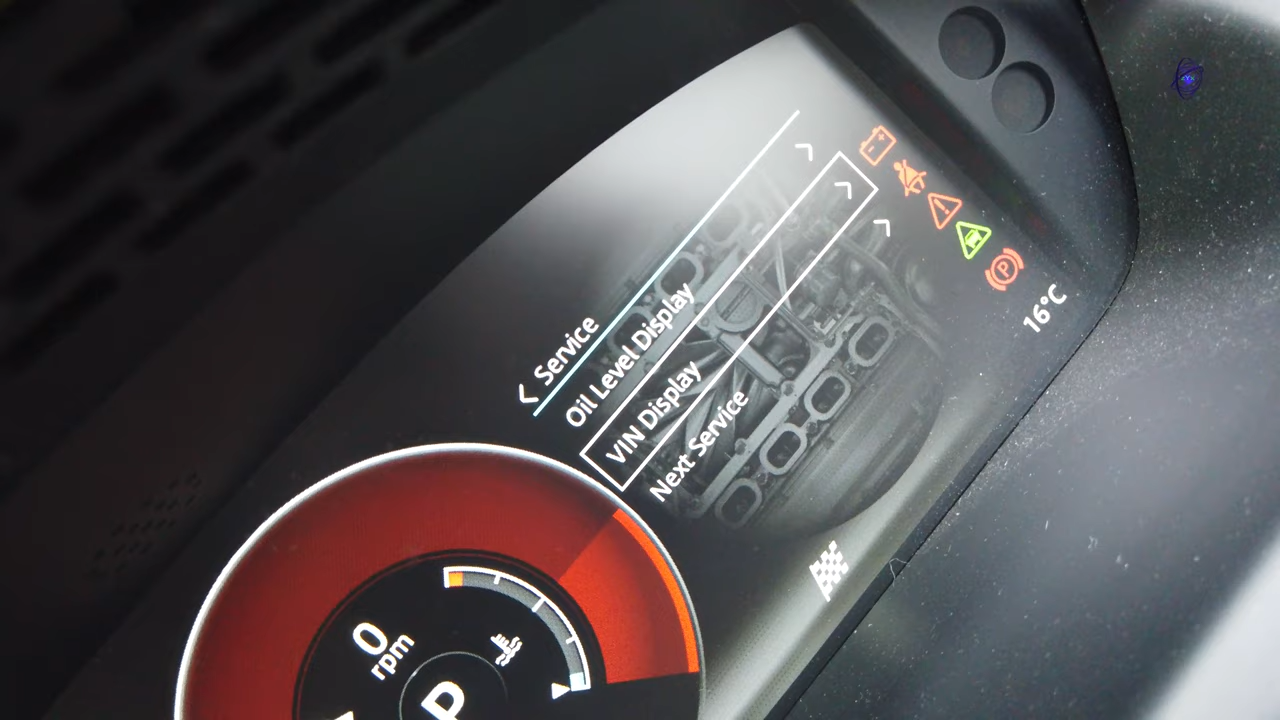 Service
Oil Level Display
VIN Display
Next Service
16°C
0
rpm
P
P